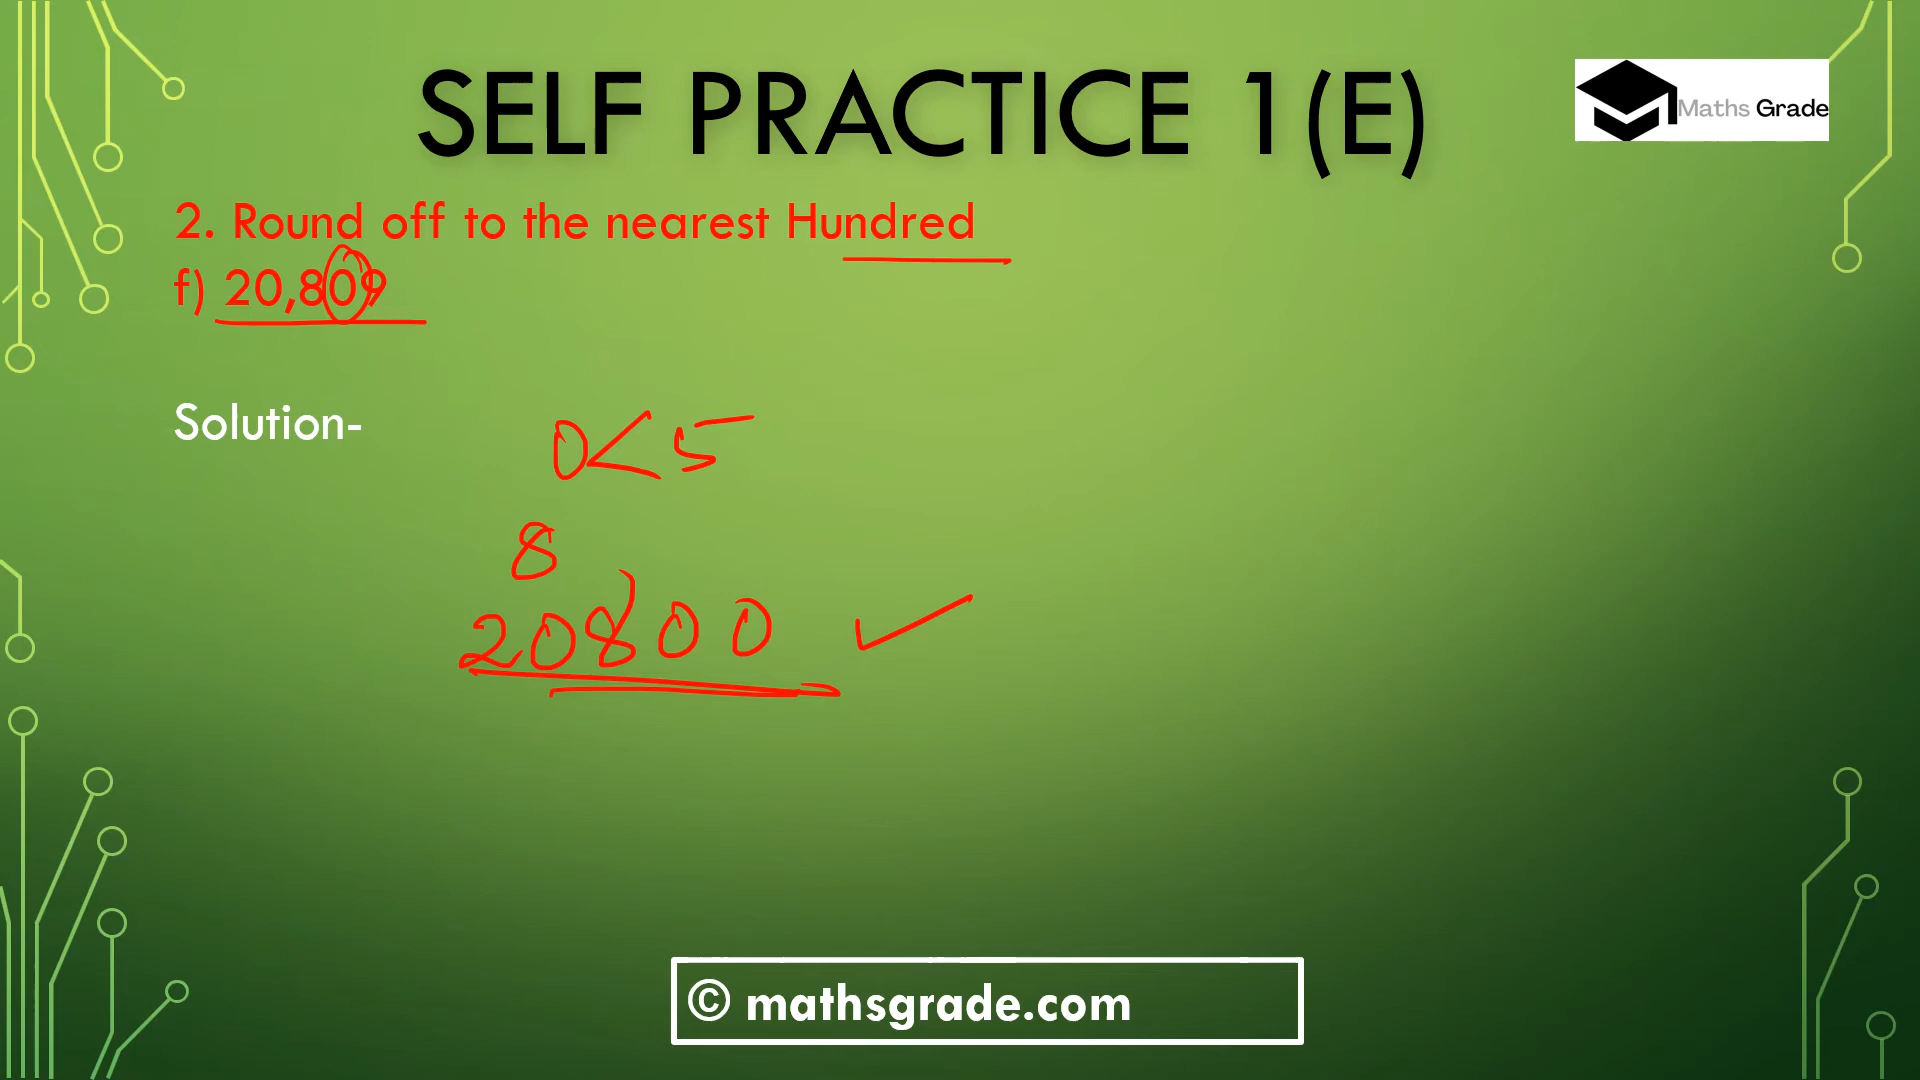 SELF PRACTICE 1(E)
Maths Grade
2. Round off to the nearest Hundred
f) 20,809
Solution-
0<5
8
20800
© mathsgrade.com